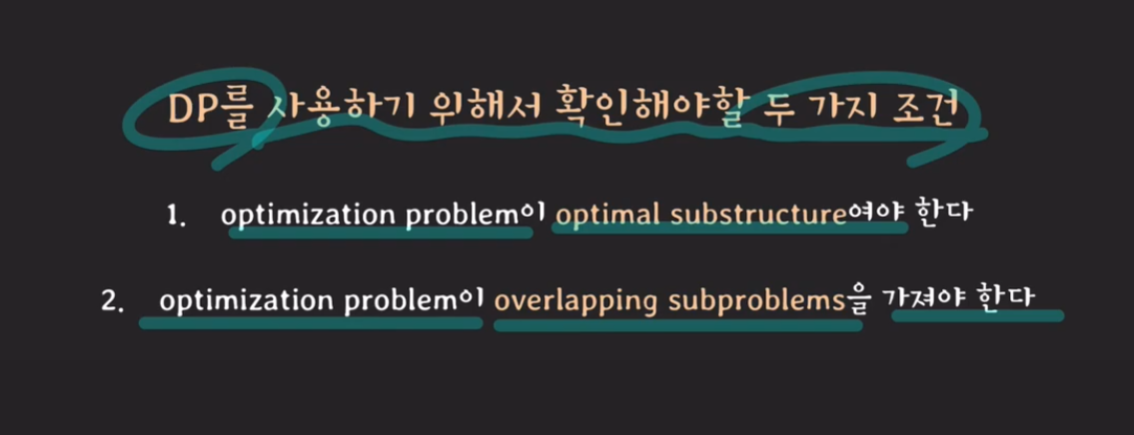 DP를 사용하기 위해서 확인해야할 두 가지 조건
1. optimization problem이 optimal substructure여야 한다
2. optimization problem이 overlapping subproblems을 가져야 한다